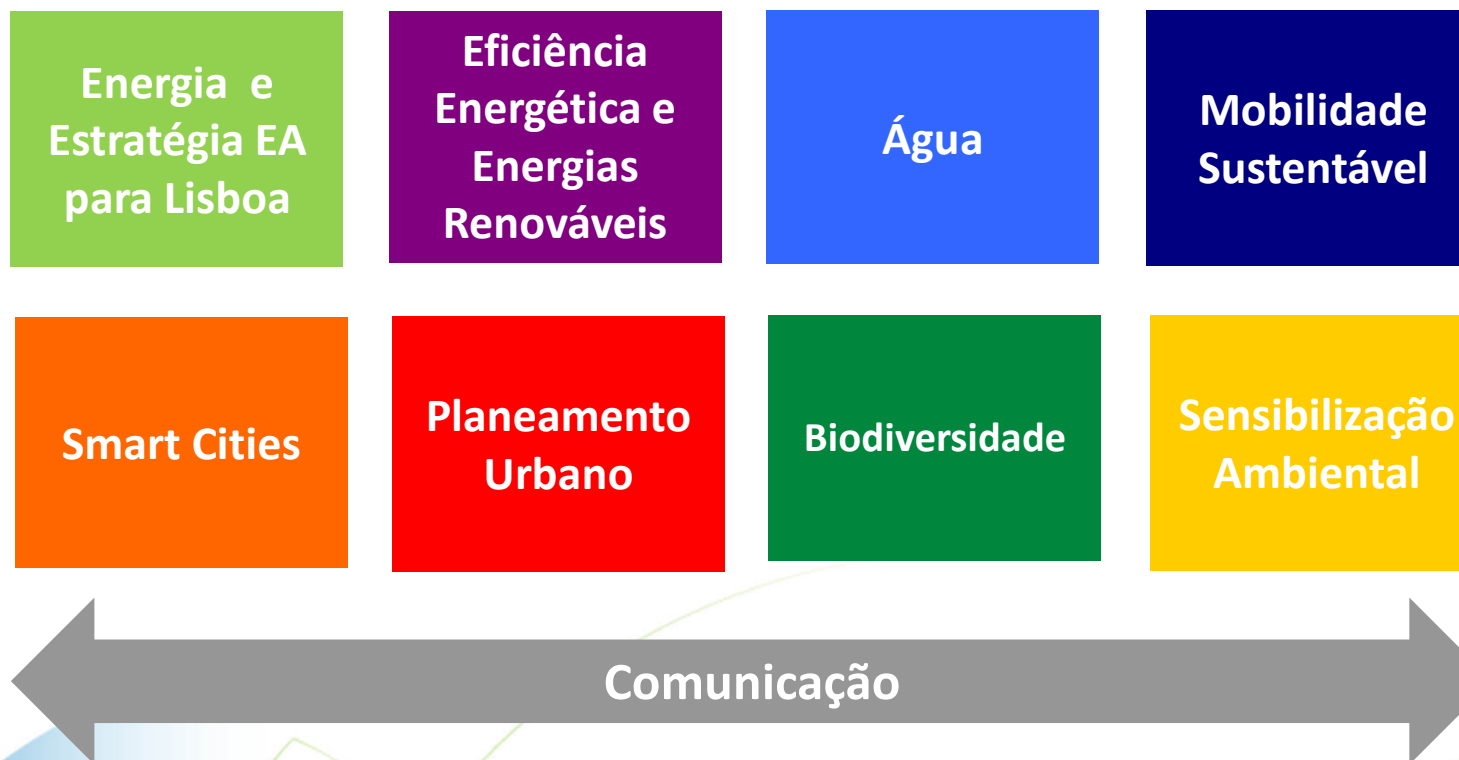 Energia e
Estratégia EA
para Lisboa
Eficiência
Energética e
Energias
Renováveis
Água
Mobilidade
Sustentável
Smart Cities
Planeamento
Urbano
Biodiversidade
Sensibilização
Ambiental
Comunicação